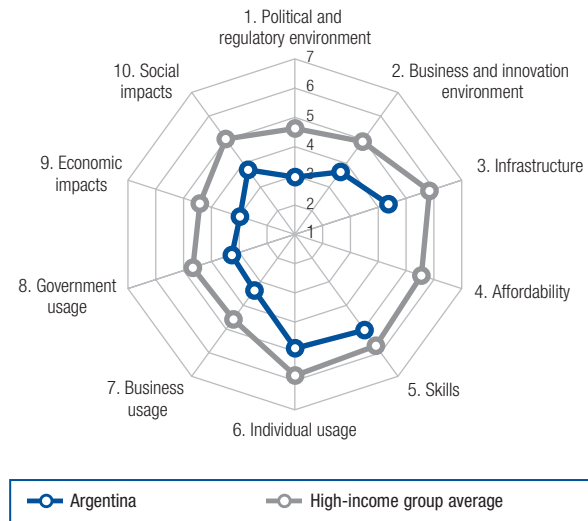 1. Political and
regulatory environment
2. Business and innovation
environment
3. Infrastructure
4. Affordability
5. Skills
6. Individual usage
7. Business
usage
8. Government
usage
9. Economic
impacts
10. Social
impacts
7
6
5
4
3
2
1
Argentina
High-income group average